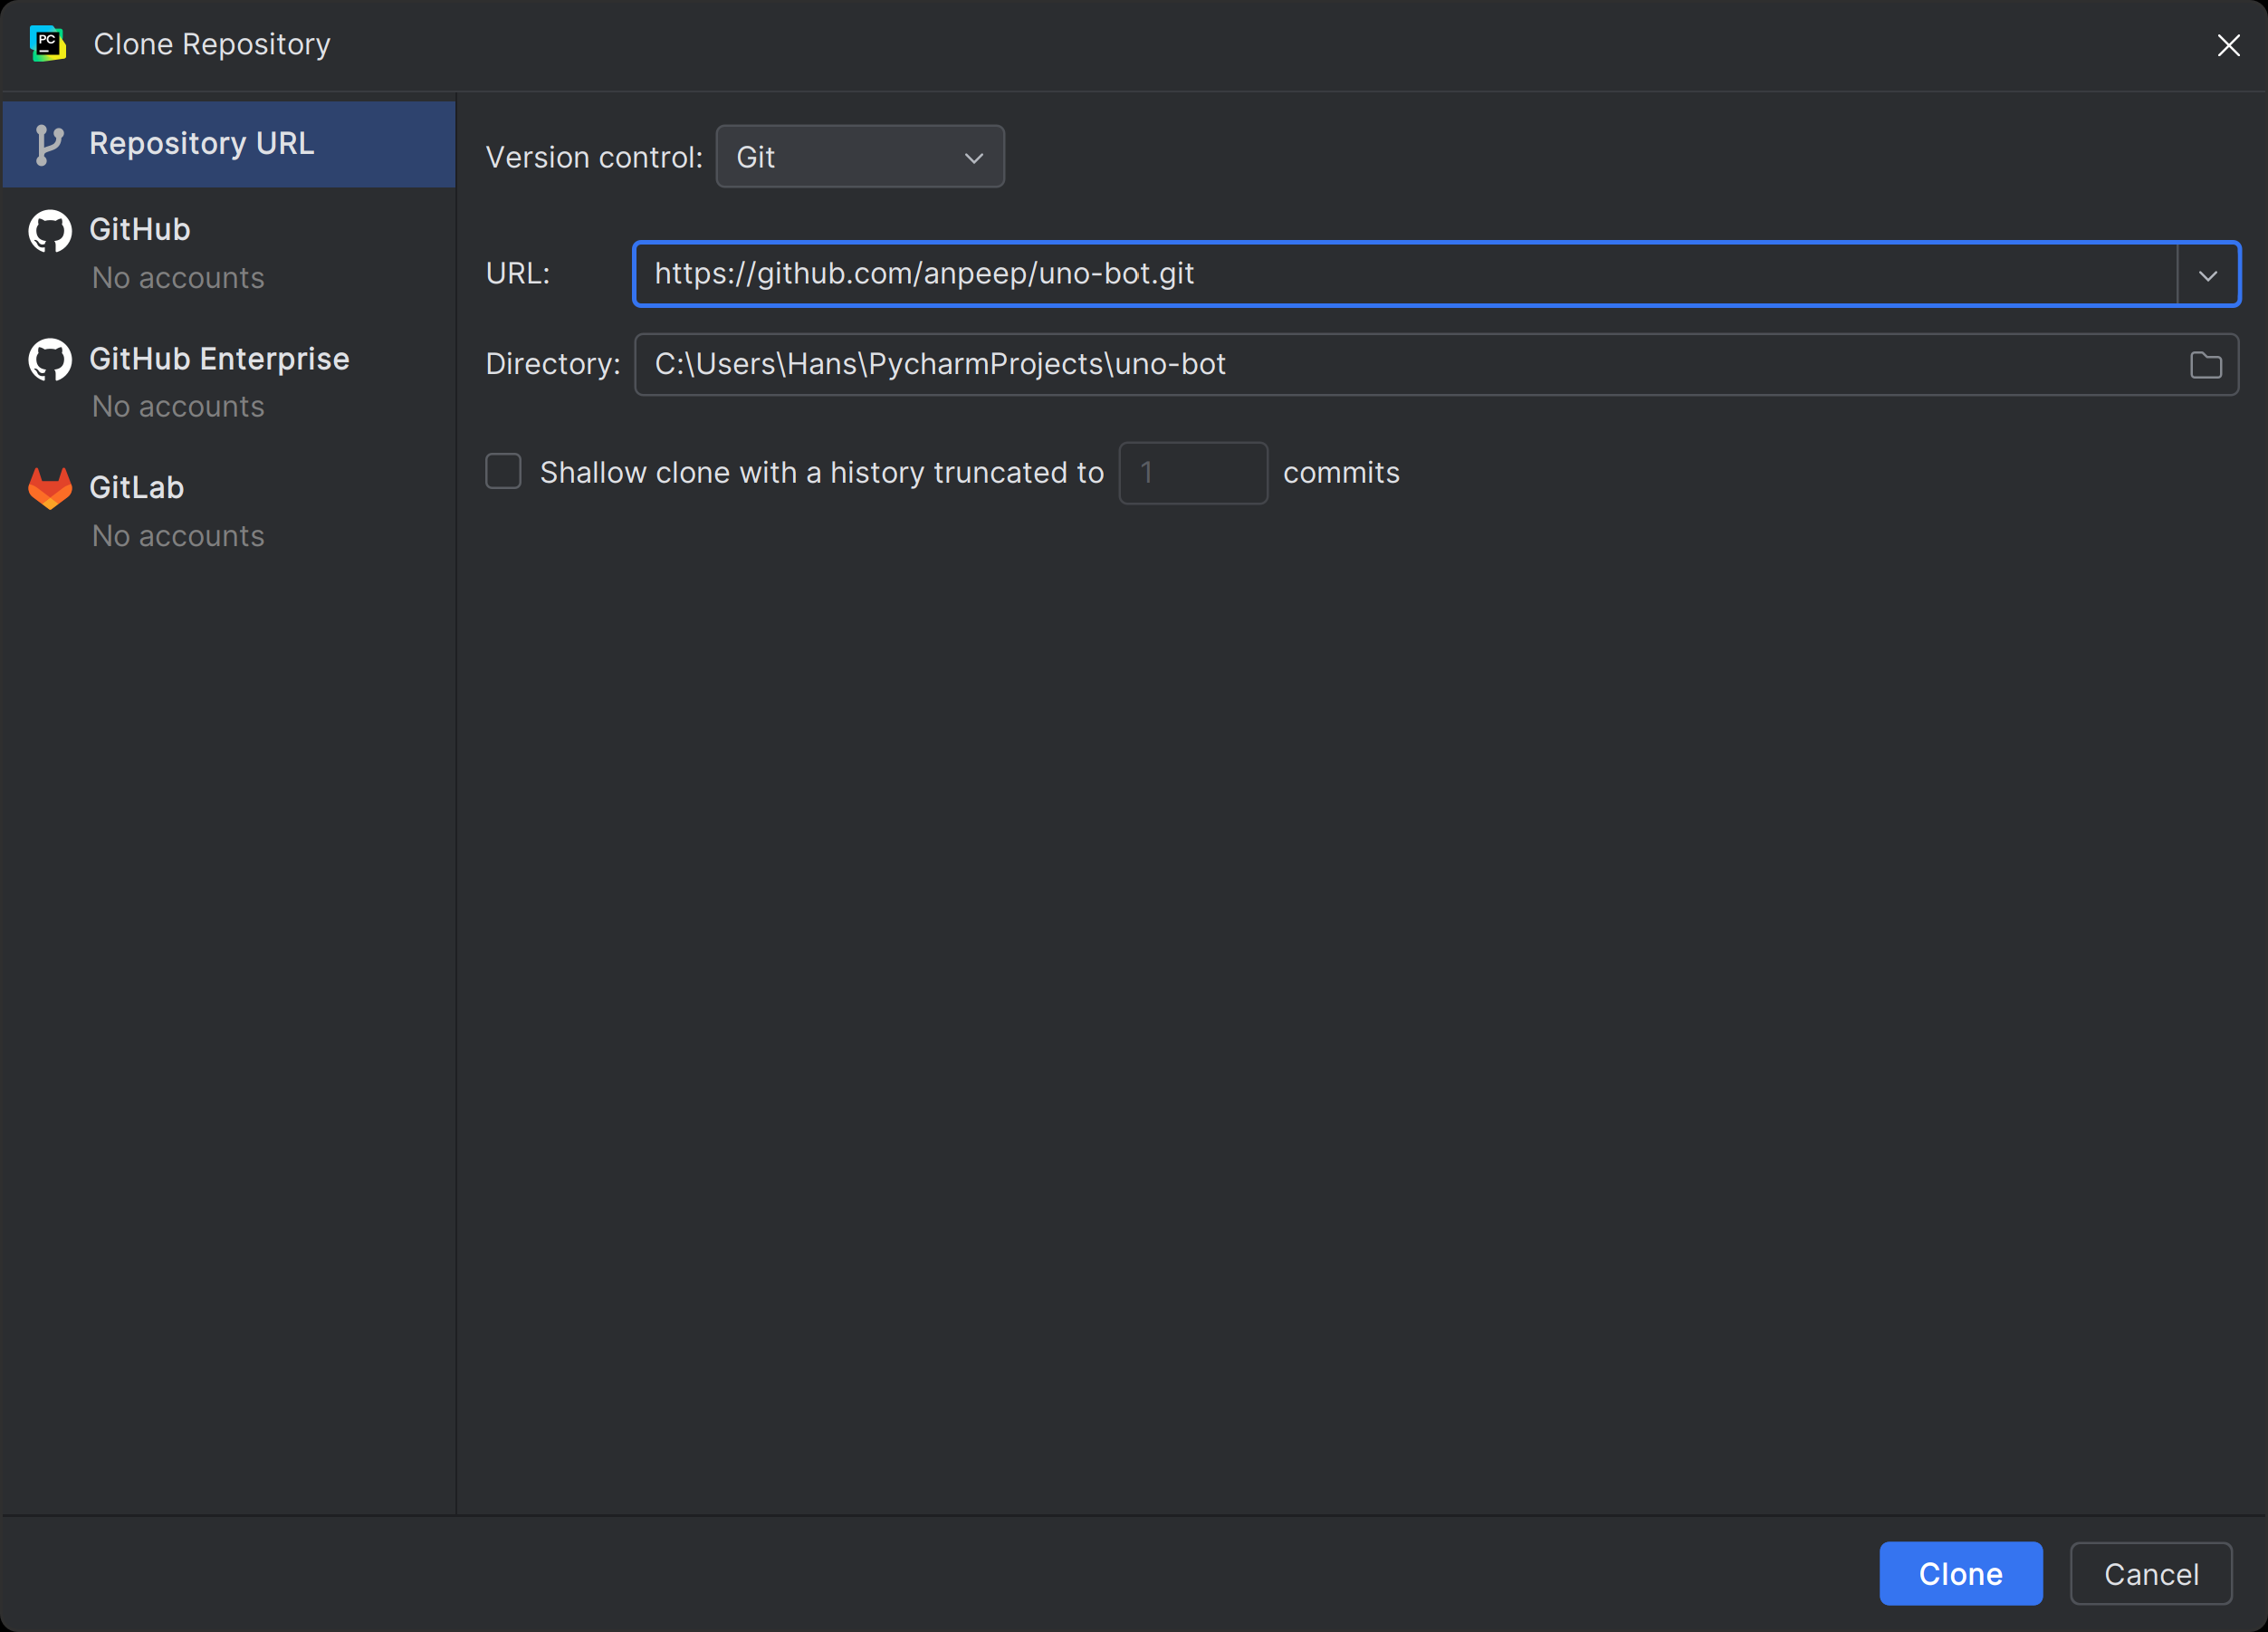 PC
Clone Repository
Repository URL
GitHub
No accounts
GitHub Enterprise
No accounts
GitLab
No accounts
Version control: Git
URL: https://github.com/anpeep/uno-bot.git
Directory: C:\Users\Hans\PycharmProjects\uno-bot
Shallow clone with a history truncated to 1 commits
Clone Cancel